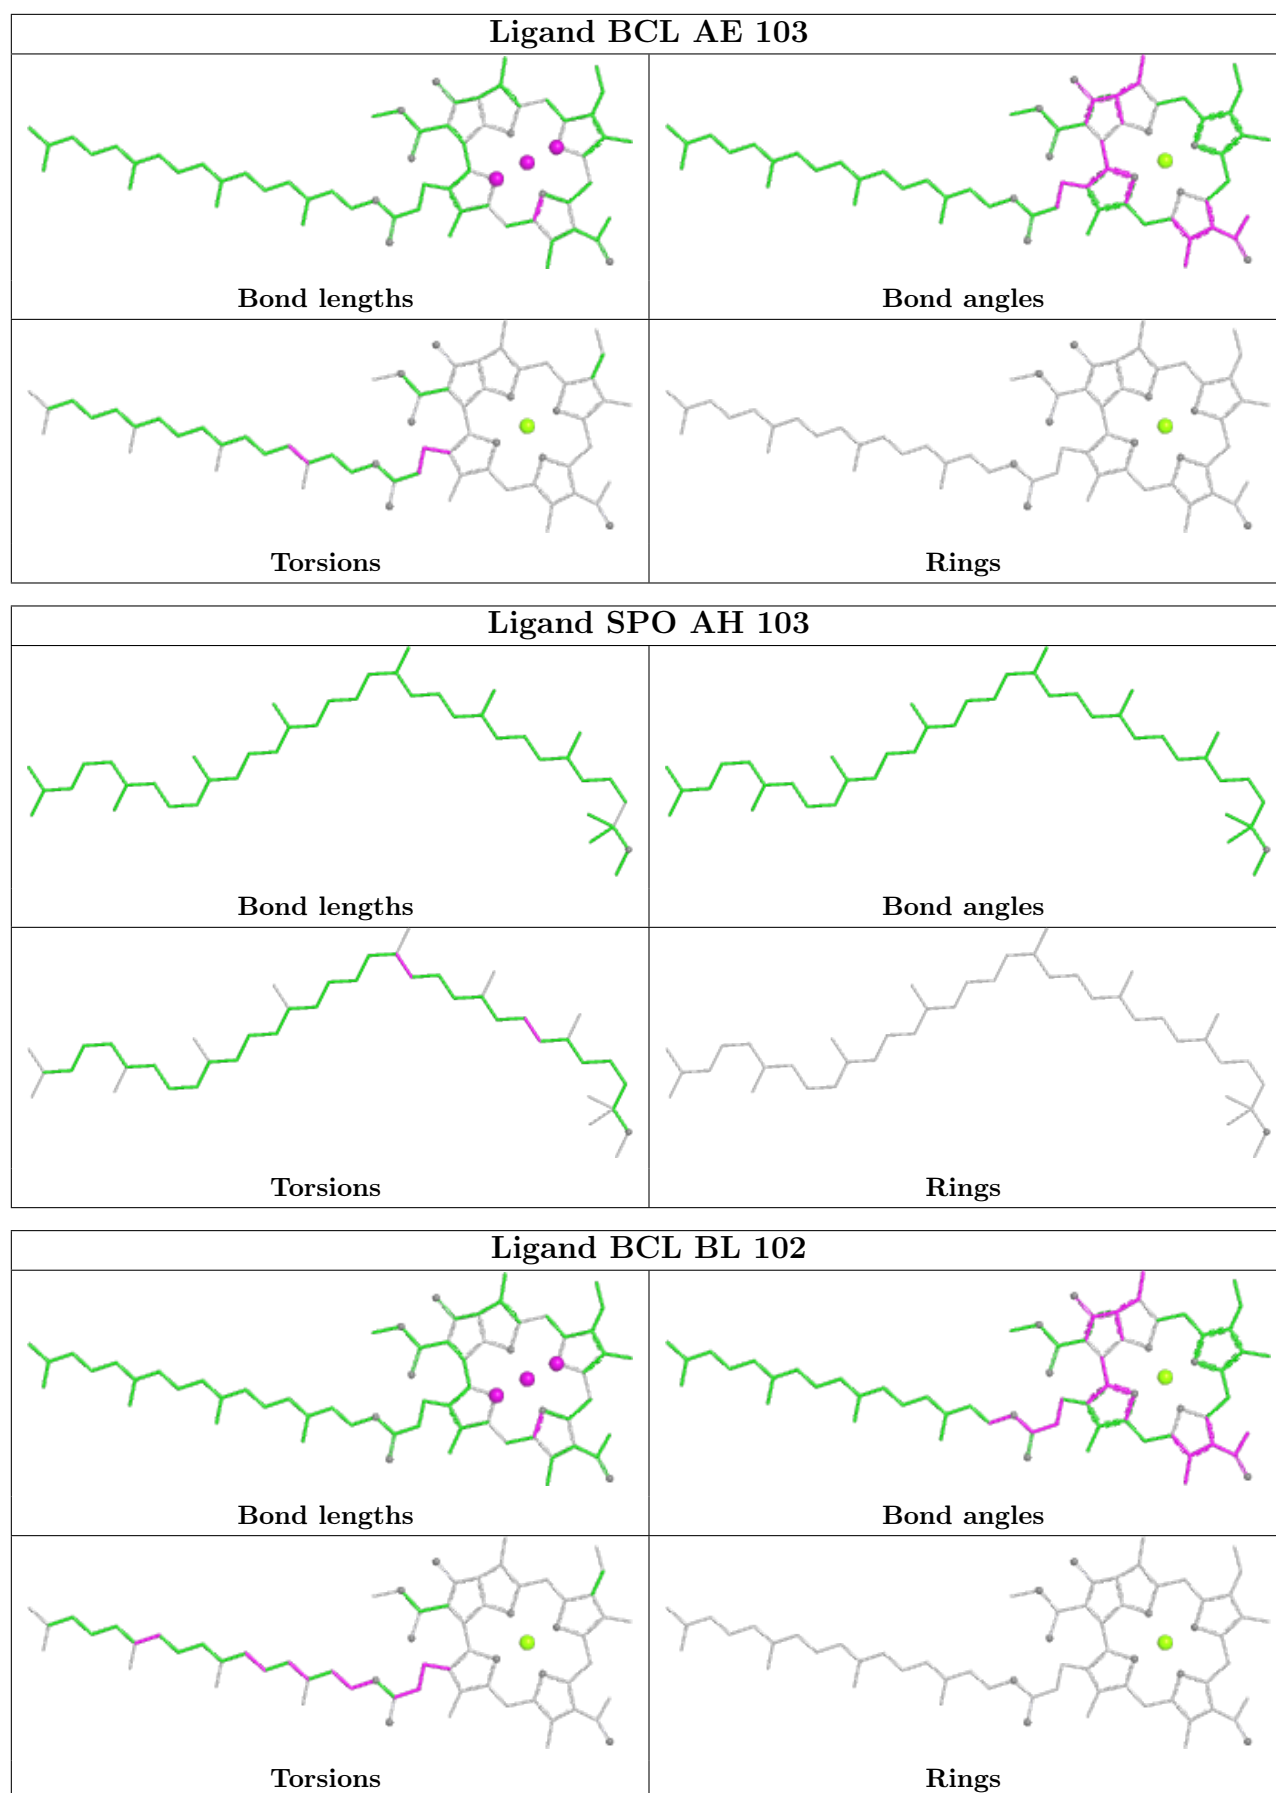 Ligand BCL AE 103
Bond lengths
Bond angles
Torsions
Rings
Ligand SPO AH 103
Bond lengths
Bond angles
Torsions
Rings
Ligand BCL BL 102
Bond lengths
Bond angles
Torsions
Rings